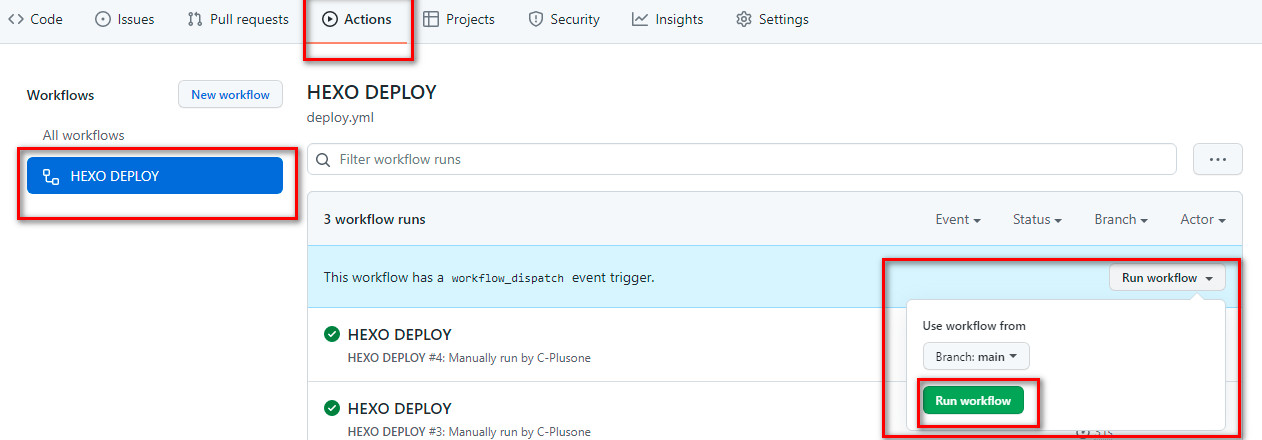 Code Issues Pull requests Actions Projects Security Insights Settings
Workflows New workflow
All workflows
HEXO DEPLOY
HEXO DEPLOY
deploy.yml
Filter workflow runs
3 workflow runs Event Status Branch Actor
This workflow has a workflow_dispatch event trigger. Run workflow
Use workflow from
Branch: main
Run workflow
HEXO DEPLOY
HEXO DEPLOY #4: Manually run by C-Plusone
HEXO DEPLOY
HEXO DEPLOY #3: Manually run by C-Plusone